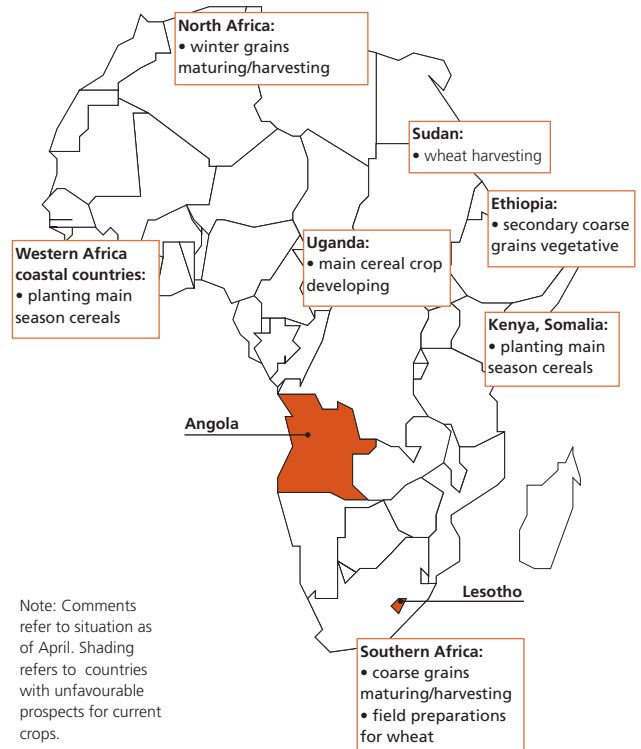 North Africa:
• winter grains
maturing/harvesting
Sudan:
• wheat harvesting
Ethiopia:
• secondary coarse
grains vegetative
Uganda:
• main cereal crop
developing
Western Africa
coastal countries:
• planting main
season cereals
Kenya, Somalia:
• planting main
season cereals
Angola
Lesotho
Note: Comments
refer to situation as
of April. Shading
refers to countries
with unfavourable
prospects for current
crops.
Southern Africa:
• coarse grains
maturing/harvesting
• field preparations
for wheat